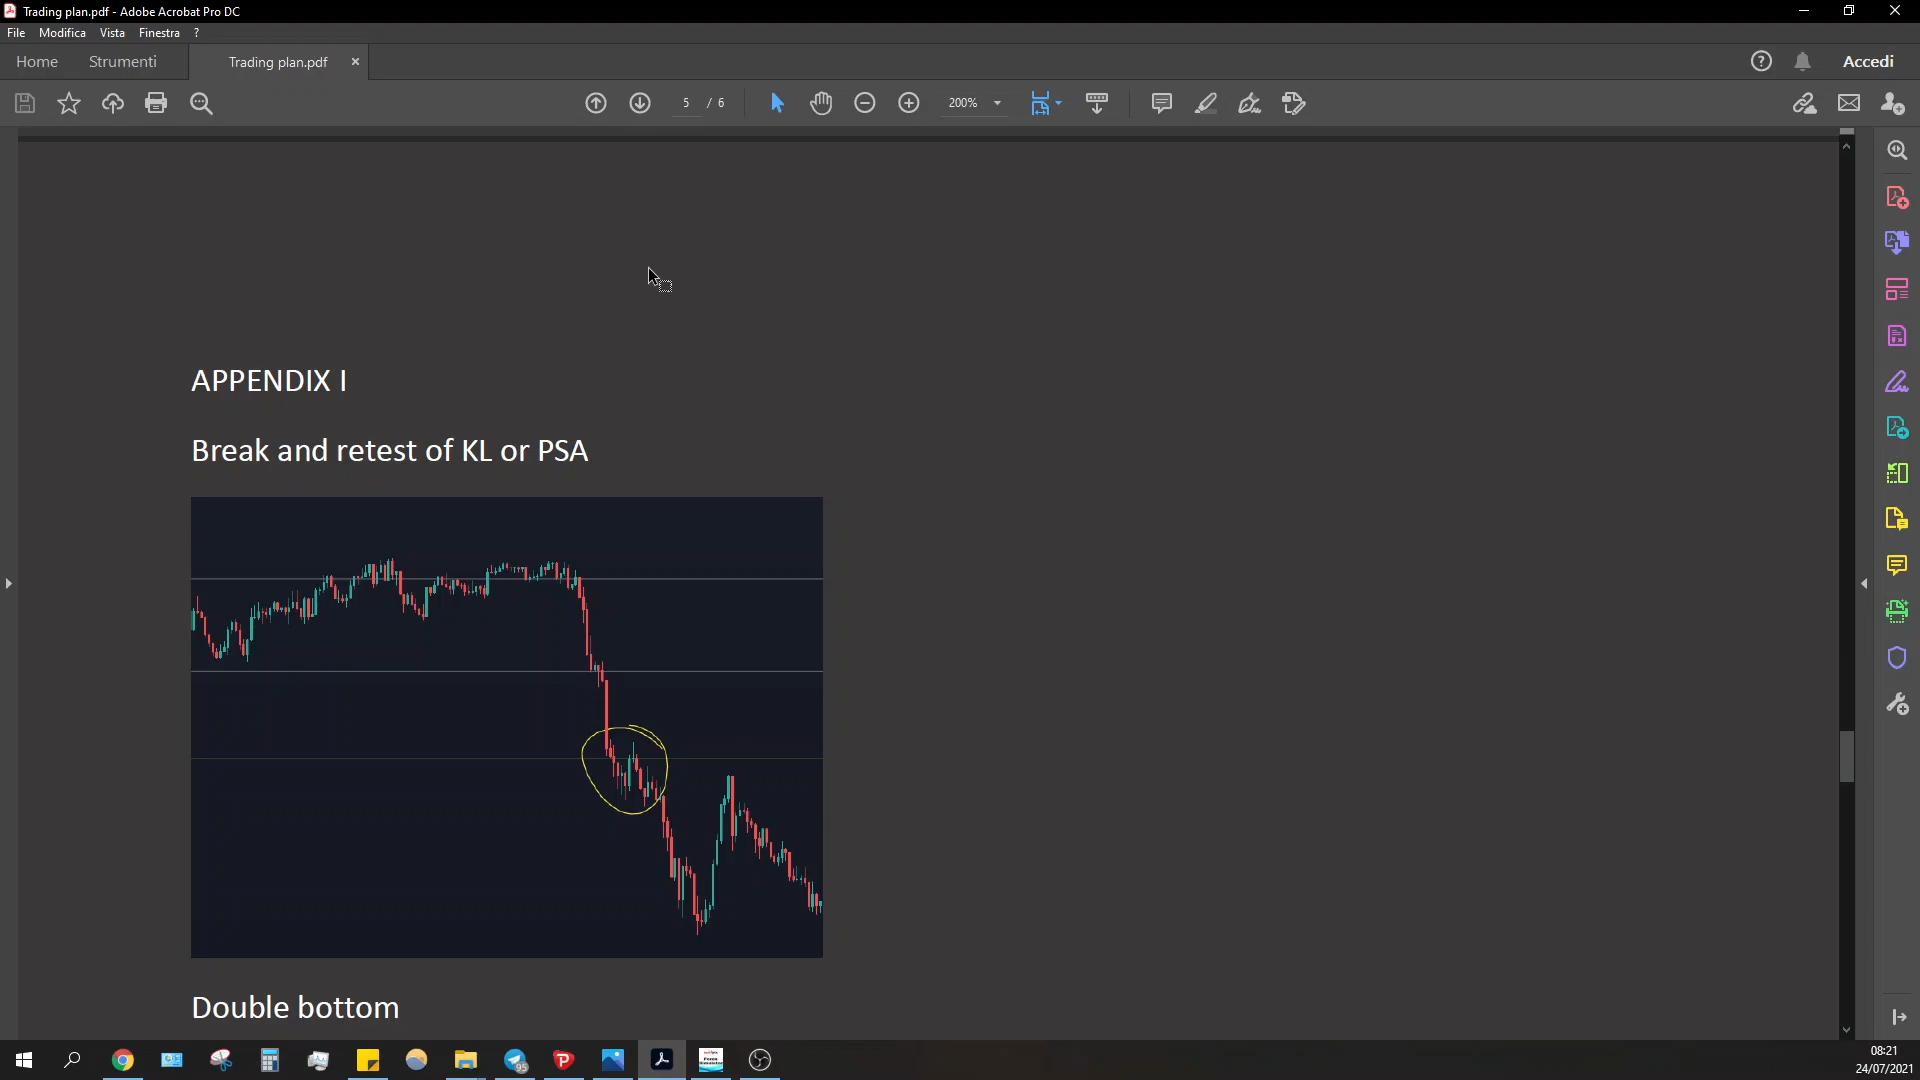 Trading plan.pdf - Adobe Acrobat Pro DC
File Modifica Vista Finestra ?
Home Strumenti Trading plan.pdf Accedi
5 / 6 200%
APPENDIX I
Break and retest of KL or PSA
Double bottom
95
08:21
24/07/2021